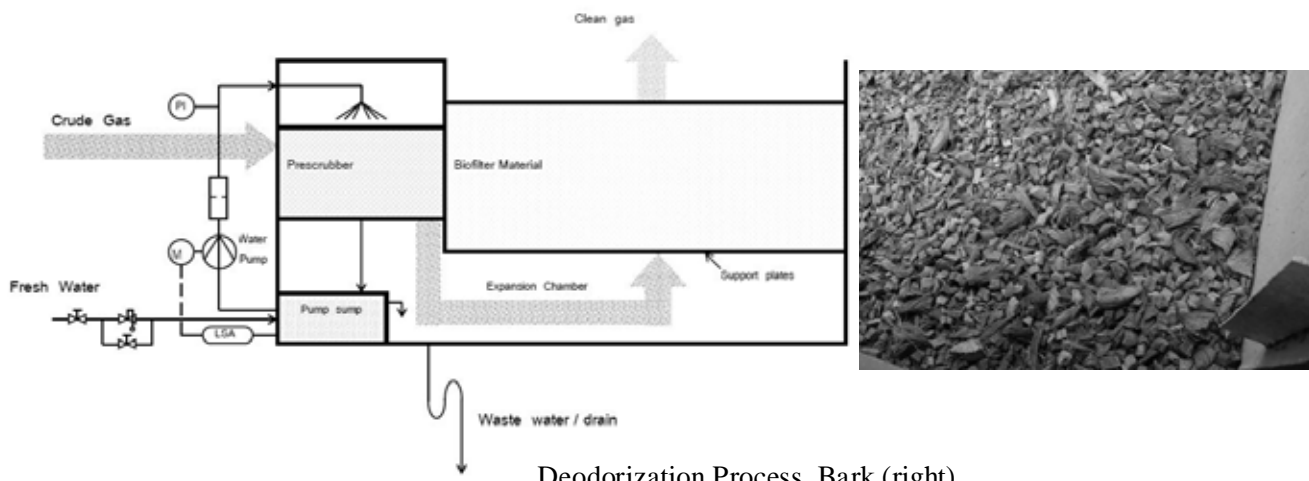 Clean gas
PI
Crude Gas
Prescrubber
Biofilter Material
M
Water
Pump
Support plates
Fresh Water
Expansion Chamber
Pump sump
LSA
Waste water / drain
Deodorization Process, Bark (right)